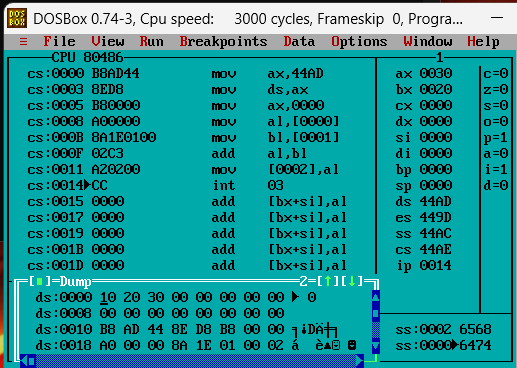 DOSBox 0.74-3, Cpu speed: 3000 cycles, Frameskip 0, Progra...
≡ File View Run Breakpoints Data Options Window Help
CPU 80486 1
cs:0000 B8AD44 mov ax,44AD ax 0030 c=0
cs:0003 8ED8 mov ds,ax bx 0020 z=0
cs:0005 B80000 mov ax,0000 cx 0000 s=0
cs:0008 A00000 mov al,[0000] dx 0000 o=0
cs:000B 8A1E0100 mov bl,[0001] si 0000 p=1
cs:000F 02C3 add al,bl di 0000 a=0
cs:0011 A20200 mov [0002],al bp 0000 i=1
cs:0014►CC int 03 sp 0000 d=0
cs:0015 0000 add [bx+si],al ds 44AD
cs:0017 0000 add [bx+si],al es 449D
cs:0019 0000 add [bx+si],al ss 44AC
cs:001B 0000 add [bx+si],al cs 44AE
cs:001D 0000 add [bx+si],al ip 0014
[■]=Dump 2=[↑][↓]
ds:0000 10 20 30 00 00 00 00 00 ► 0
ds:0008 00 00 00 00 00 00 00 00
ds:0010 B8 AD 44 8E D8 B8 00 00 ╕¡DÄ╪╕ ss:0002 6568
ds:0018 A0 00 00 8A 1E 01 00 02 á è▲☺ ☻ ss:0000►6474